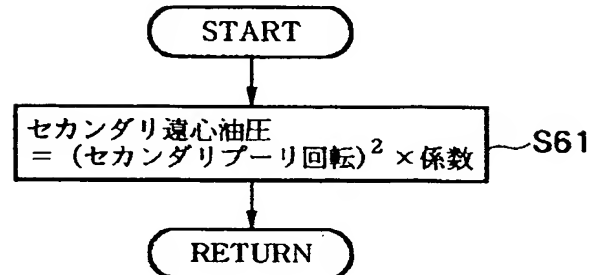 START
セカンダリ遠心油圧
= (セカンダリプーリ回転)² × 係数
S61
RETURN